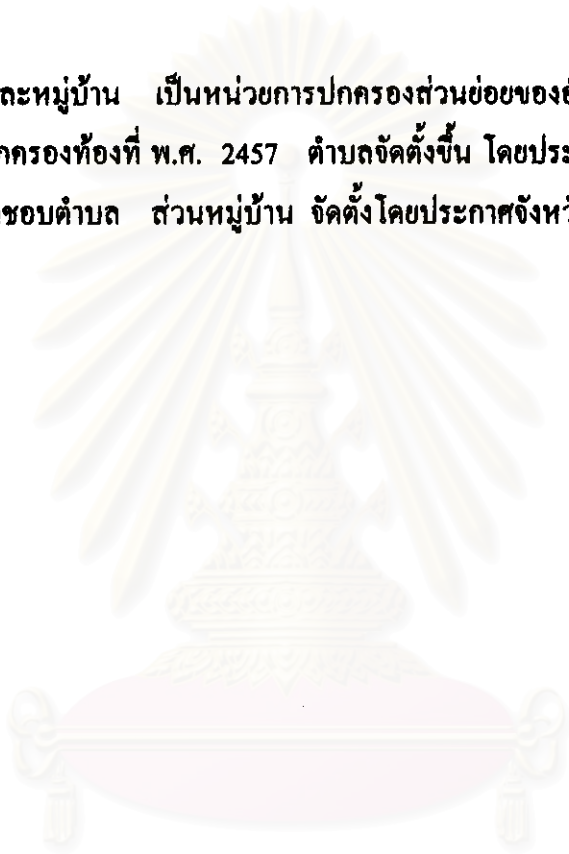 ละหมู่บ้าน เป็นหน่วยการปกครองส่วนย่อยของ
กครองท้องที่ พ.ศ. 2457 ตำบลจัดตั้งขึ้น โดยประ
ชอบตำบล ส่วนหมู่บ้าน จัดตั้งโดยประกาศจังหวั